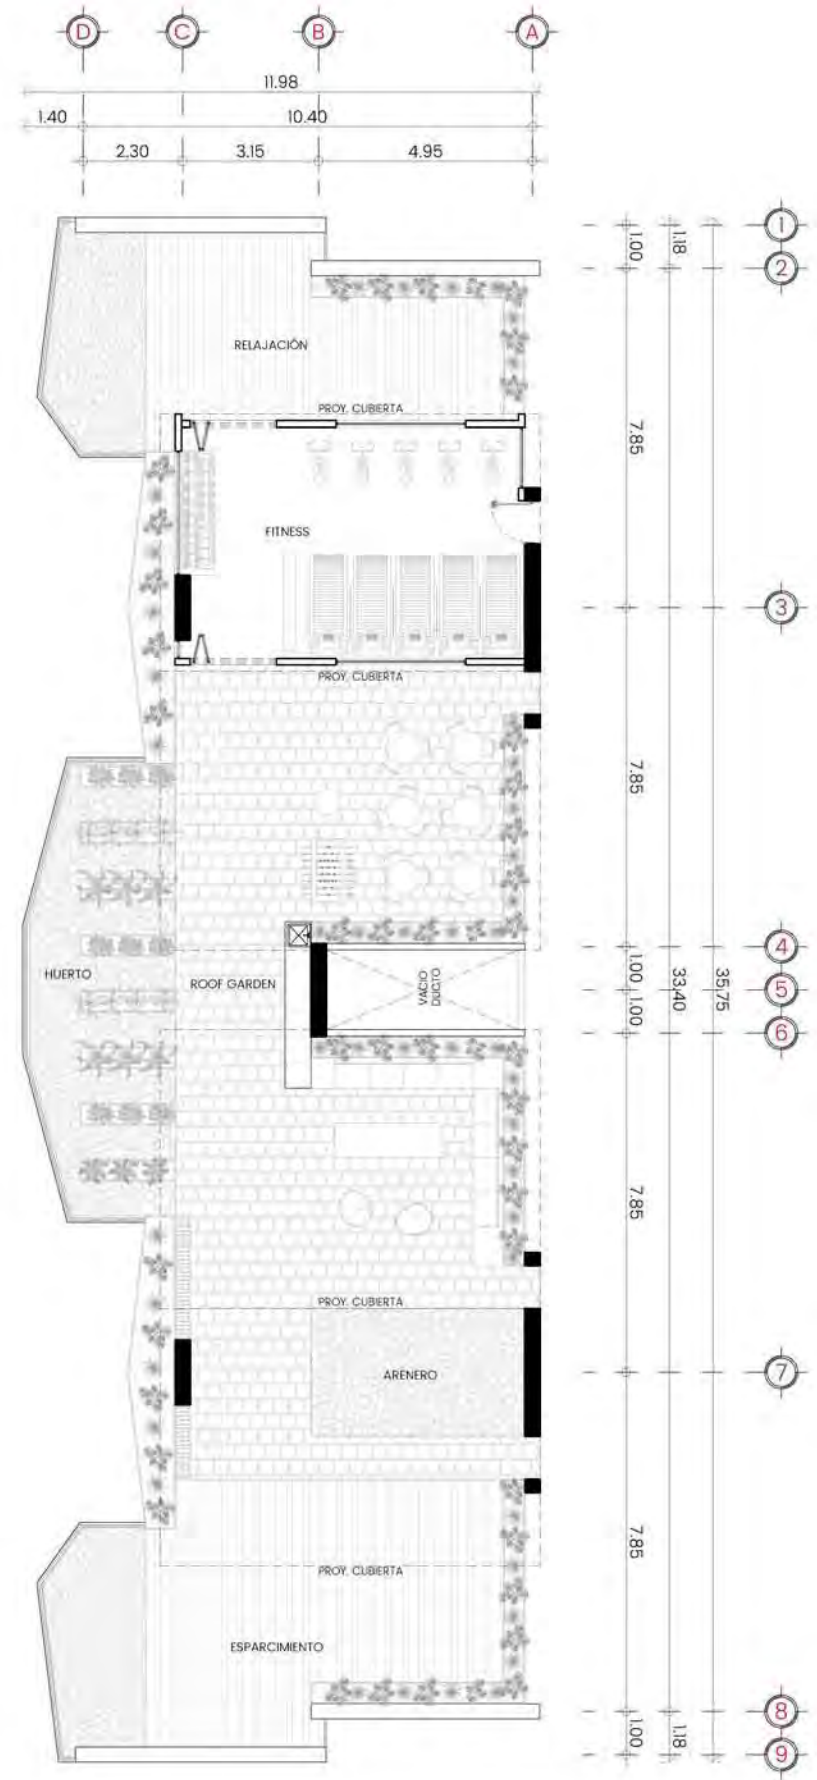 D C B A
11.98
1.40 10.40
2.30 3.15 4.95
1
1.00 1.18
2
RELAJACIÓN
PROY. CUBIERTA
7.85
FITNESS
3
PROY. CUBIERTA
7.85
4
HUERTO
ROOF GARDEN
VACIO
DUCTO
1.00
33.40
35.75
5
1.00
6
7.85
PROY. CUBIERTA
ARENERO
7
7.85
PROY. CUBIERTA
ESPARCIMIENTO
8
1.00 1.18
9